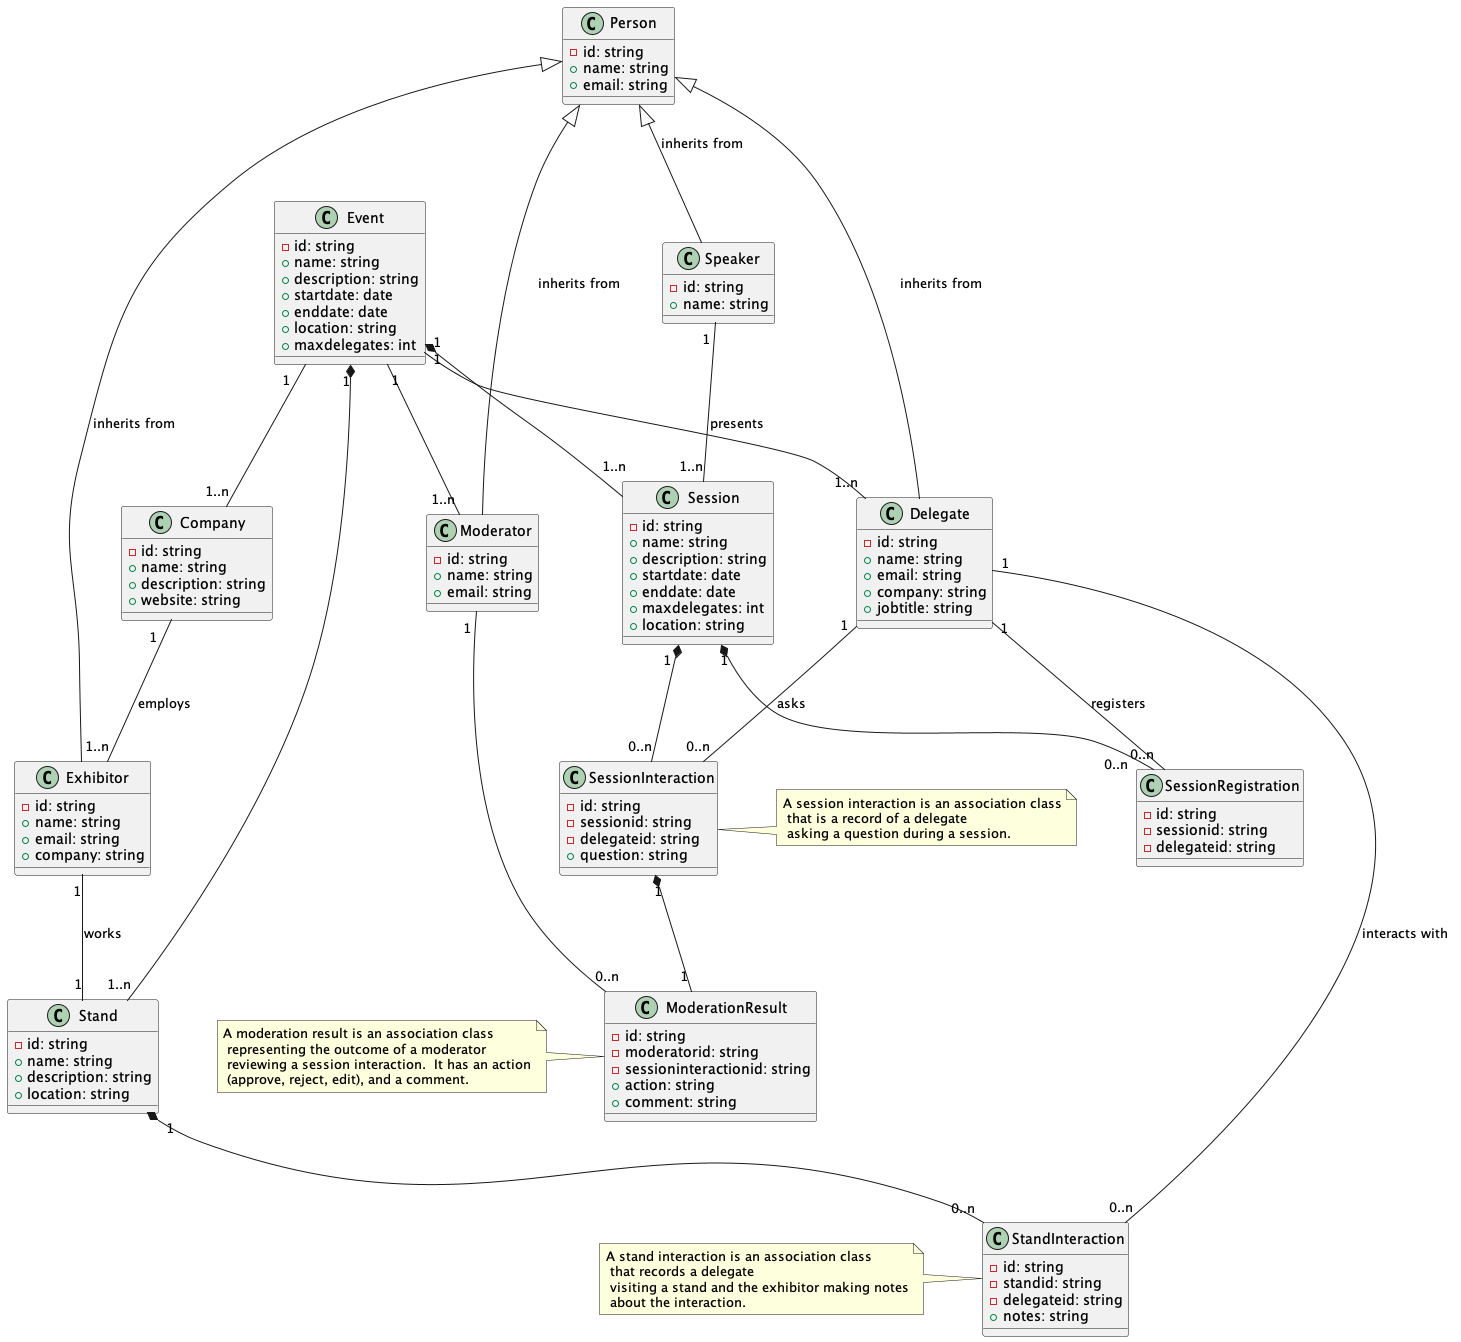 C Person
id: string
name: string
email: string
inherits from
C Event
id: string
name: string
description: string
startdate: date
enddate: date
location: string
maxdelegates: int
C Speaker
id: string
name: string
inherits from
inherits from
1
1
1
1
1
1
inherits from
presents
1..n
1..n
1..n
1..n
1..n
C Company
id: string
name: string
description: string
website: string
C Moderator
id: string
name: string
email: string
C Session
id: string
name: string
description: string
startdate: date
enddate: date
maxdelegates: int
location: string
C Delegate
id: string
name: string
email: string
company: string
jobtitle: string
1
1
1
1
1
1
1
employs
asks
registers
1..n
0..n
0..n
0..n
0..n
C Exhibitor
id: string
name: string
email: string
company: string
C SessionInteraction
id: string
sessionid: string
delegateid: string
question: string
A session interaction is an association class
that is a record of a delegate
asking a question during a session.
C SessionRegistration
id: string
sessionid: string
delegateid: string
1
1
works
interacts with
1
1..n
0..n
1
C Stand
id: string
name: string
description: string
location: string
A moderation result is an association class
representing the outcome of a moderator
reviewing a session interaction.  It has an action
(approve, reject, edit), and a comment.
C ModerationResult
id: string
moderatorid: string
sessioninteractionid: string
action: string
comment: string
1
0..n
0..n
A stand interaction is an association class
that records a delegate
visiting a stand and the exhibitor making notes
about the interaction.
C StandInteraction
id: string
standid: string
delegateid: string
notes: string